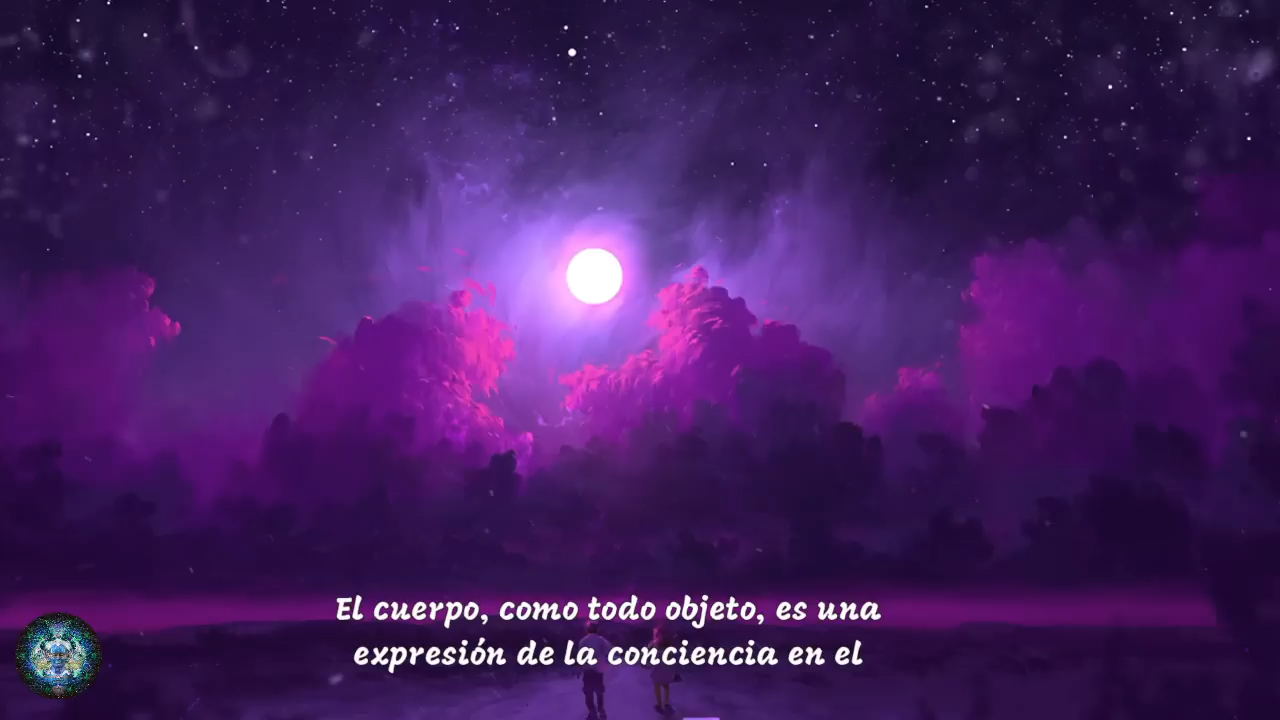 El cuerpo, como todo objeto, es una
expresión de la conciencia en el